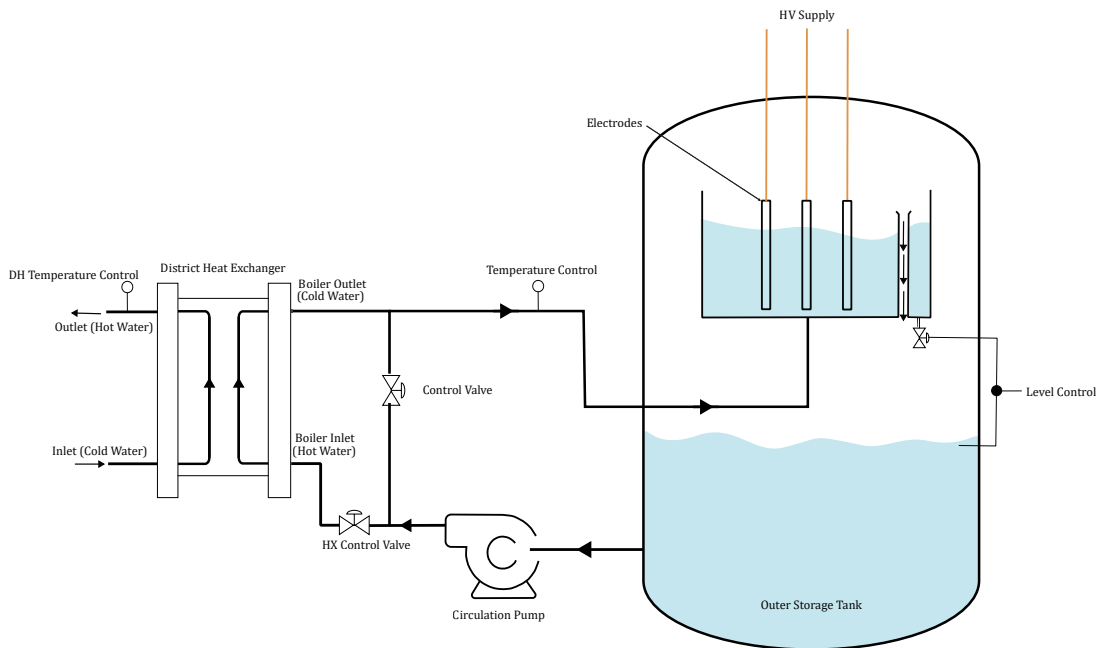 HV Supply
Electrodes
DH Temperature Control
District Heat Exchanger
Boiler Outlet
(Cold Water)
Temperature Control
Outlet (Hot Water)
Control Valve
Level Control
Inlet (Cold Water)
Boiler Inlet
(Hot Water)
HX Control Valve
Circulation Pump
Outer Storage Tank